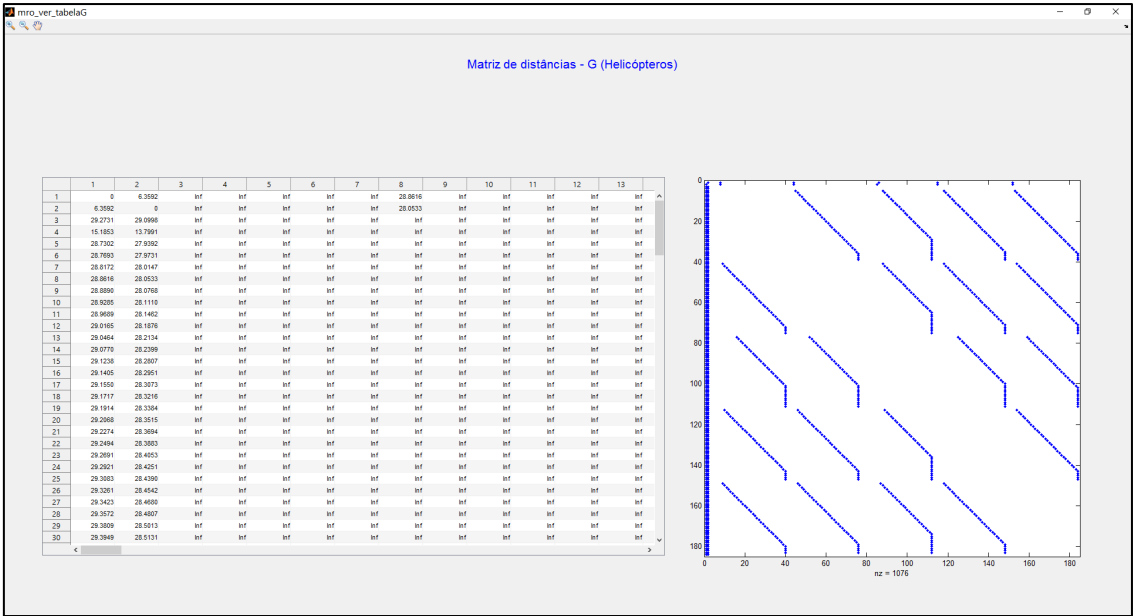 mro_ver_tabelaG
Matriz de distâncias - G (Helicópteros)
1 2 3 4 5 6 7 8 9 10 11 12 13
1 0 6.3592 Inf Inf Inf Inf Inf 28.8616 Inf Inf Inf Inf Inf
2 6.3592 0 Inf Inf Inf Inf Inf 28.0533 Inf Inf Inf Inf Inf
3 29.2731 29.0998 Inf Inf Inf Inf Inf Inf Inf Inf Inf Inf Inf
4 15.1853 13.7991 Inf Inf Inf Inf Inf Inf Inf Inf Inf Inf Inf
5 28.7302 27.9392 Inf Inf Inf Inf Inf Inf Inf Inf Inf Inf Inf
6 28.7693 27.9731 Inf Inf Inf Inf Inf Inf Inf Inf Inf Inf Inf
7 28.8172 28.0147 Inf Inf Inf Inf Inf Inf Inf Inf Inf Inf Inf
8 28.8616 28.0533 Inf Inf Inf Inf Inf Inf Inf Inf Inf Inf Inf
9 28.8890 28.0768 Inf Inf Inf Inf Inf Inf Inf Inf Inf Inf Inf
10 28.9285 28.1110 Inf Inf Inf Inf Inf Inf Inf Inf Inf Inf Inf
11 28.9689 28.1462 Inf Inf Inf Inf Inf Inf Inf Inf Inf Inf Inf
12 29.0165 28.1876 Inf Inf Inf Inf Inf Inf Inf Inf Inf Inf Inf
13 29.0464 28.2134 Inf Inf Inf Inf Inf Inf Inf Inf Inf Inf Inf
14 29.0770 28.2399 Inf Inf Inf Inf Inf Inf Inf Inf Inf Inf Inf
15 29.1238 28.2807 Inf Inf Inf Inf Inf Inf Inf Inf Inf Inf Inf
16 29.1405 28.2951 Inf Inf Inf Inf Inf Inf Inf Inf Inf Inf Inf
17 29.1550 28.3073 Inf Inf Inf Inf Inf Inf Inf Inf Inf Inf Inf
18 29.1717 28.3216 Inf Inf Inf Inf Inf Inf Inf Inf Inf Inf Inf
19 29.1914 28.3384 Inf Inf Inf Inf Inf Inf Inf Inf Inf Inf Inf
20 29.2068 28.3515 Inf Inf Inf Inf Inf Inf Inf Inf Inf Inf Inf
21 29.2274 28.3694 Inf Inf Inf Inf Inf Inf Inf Inf Inf Inf Inf
22 29.2494 28.3883 Inf Inf Inf Inf Inf Inf Inf Inf Inf Inf Inf
23 29.2691 28.4053 Inf Inf Inf Inf Inf Inf Inf Inf Inf Inf Inf
24 29.2921 28.4251 Inf Inf Inf Inf Inf Inf Inf Inf Inf Inf Inf
25 29.3083 28.4390 Inf Inf Inf Inf Inf Inf Inf Inf Inf Inf Inf
26 29.3261 28.4542 Inf Inf Inf Inf Inf Inf Inf Inf Inf Inf Inf
27 29.3423 28.4680 Inf Inf Inf Inf Inf Inf Inf Inf Inf Inf Inf
28 29.3572 28.4807 Inf Inf Inf Inf Inf Inf Inf Inf Inf Inf Inf
29 29.3809 28.5013 Inf Inf Inf Inf Inf Inf Inf Inf Inf Inf Inf
30 29.3949 28.5131 Inf Inf Inf Inf Inf Inf Inf Inf Inf Inf Inf
0
20
40
60
80
100
120
140
160
180
0 20 40 60 80 100 120 140 160 180
nz = 1076